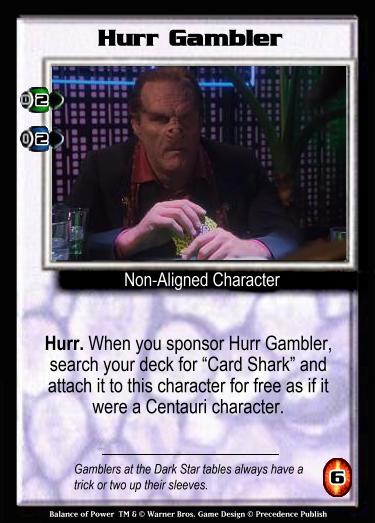 Hurr Gambler
D 2
I 2
Non-Aligned Character
Hurr. When you sponsor Hurr Gambler,
search your deck for “Card Shark” and
attach it to this character for free as if it
were a Centauri character.
Gamblers at the Dark Star tables always have a
trick or two up their sleeves.
6
Balance of Power TM & © Warner Bros. Game Design © Precedence Publish